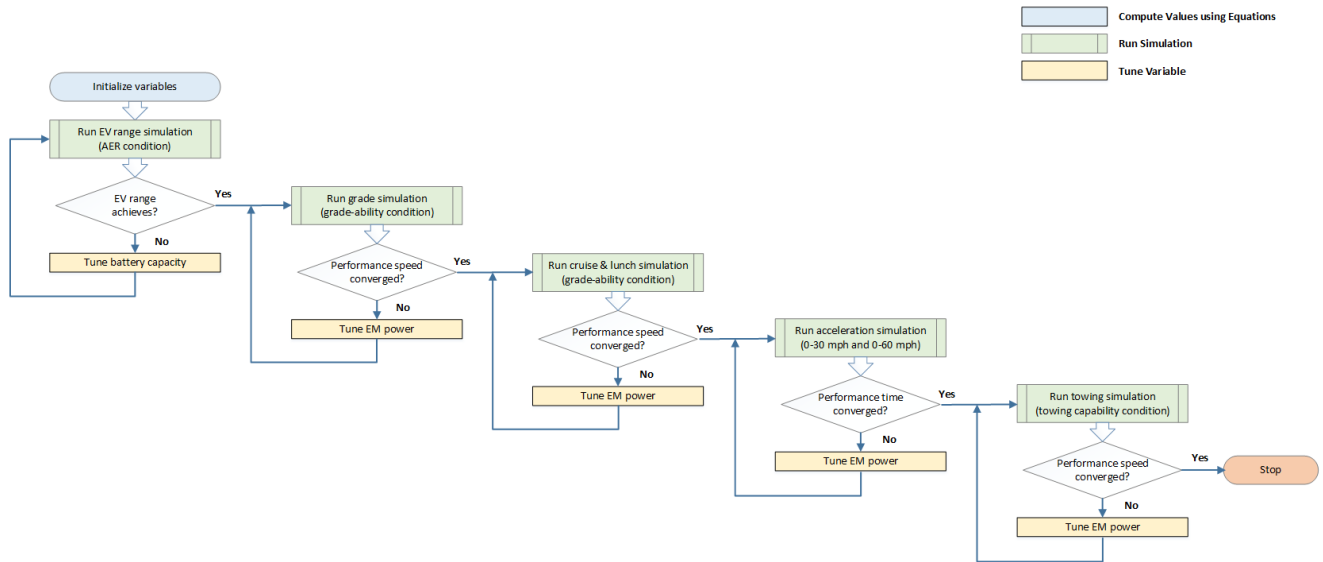 Compute Values using Equations
Run Simulation
Tune Variable
Initialize variables
Run EV range simulation
(AER condition)
EV range
achieves?
Yes
No
Tune battery capacity
Run grade simulation
(grade-ability condition)
Performance speed
converged?
Yes
No
Tune EM power
Run cruise & lunch simulation
(grade-ability condition)
Performance speed
converged?
Yes
No
Tune EM power
Run acceleration simulation
(0-30 mph and 0-60 mph)
Performance time
converged?
Yes
No
Tune EM power
Run towing simulation
(towing capability condition)
Performance speed
converged?
Yes
No
Tune EM power
Stop